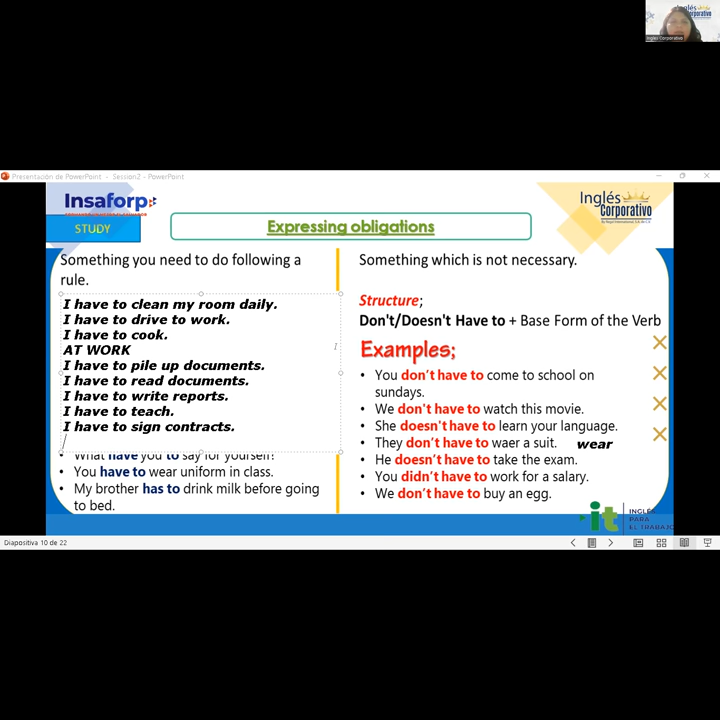 Inglés Corporativo
Inglés Corporativo
Presentación de PowerPoint - Session2 - PowerPoint
Insaforp
STUDY
Expressing obligations
Inglés
Corporativo
Something you need to do following a
rule.
I have to clean my room daily.
I have to drive to work.
I have to cook.
AT WORK
I have to pile up documents.
I have to read documents.
I have to write reports.
I have to teach.
I have to sign contracts.
• What have you to say for yourself?
• You have to wear uniform in class.
• My brother has to drink milk before going
to bed.
Something which is not necessary.
Structure;
Don't/Doesn't Have to + Base Form of the Verb
Examples;
• You don't have to come to school on
sundays.
• We don't have to watch this movie.
• She doesn't have to learn your language.
• They don't have to waer a suit. wear
• He doesn't have to take the exam.
• You didn't have to work for a salary.
• We don't have to buy an egg.
it
INGLÉS
PARA
EL TRABAJO
Diapositiva 10 de 22